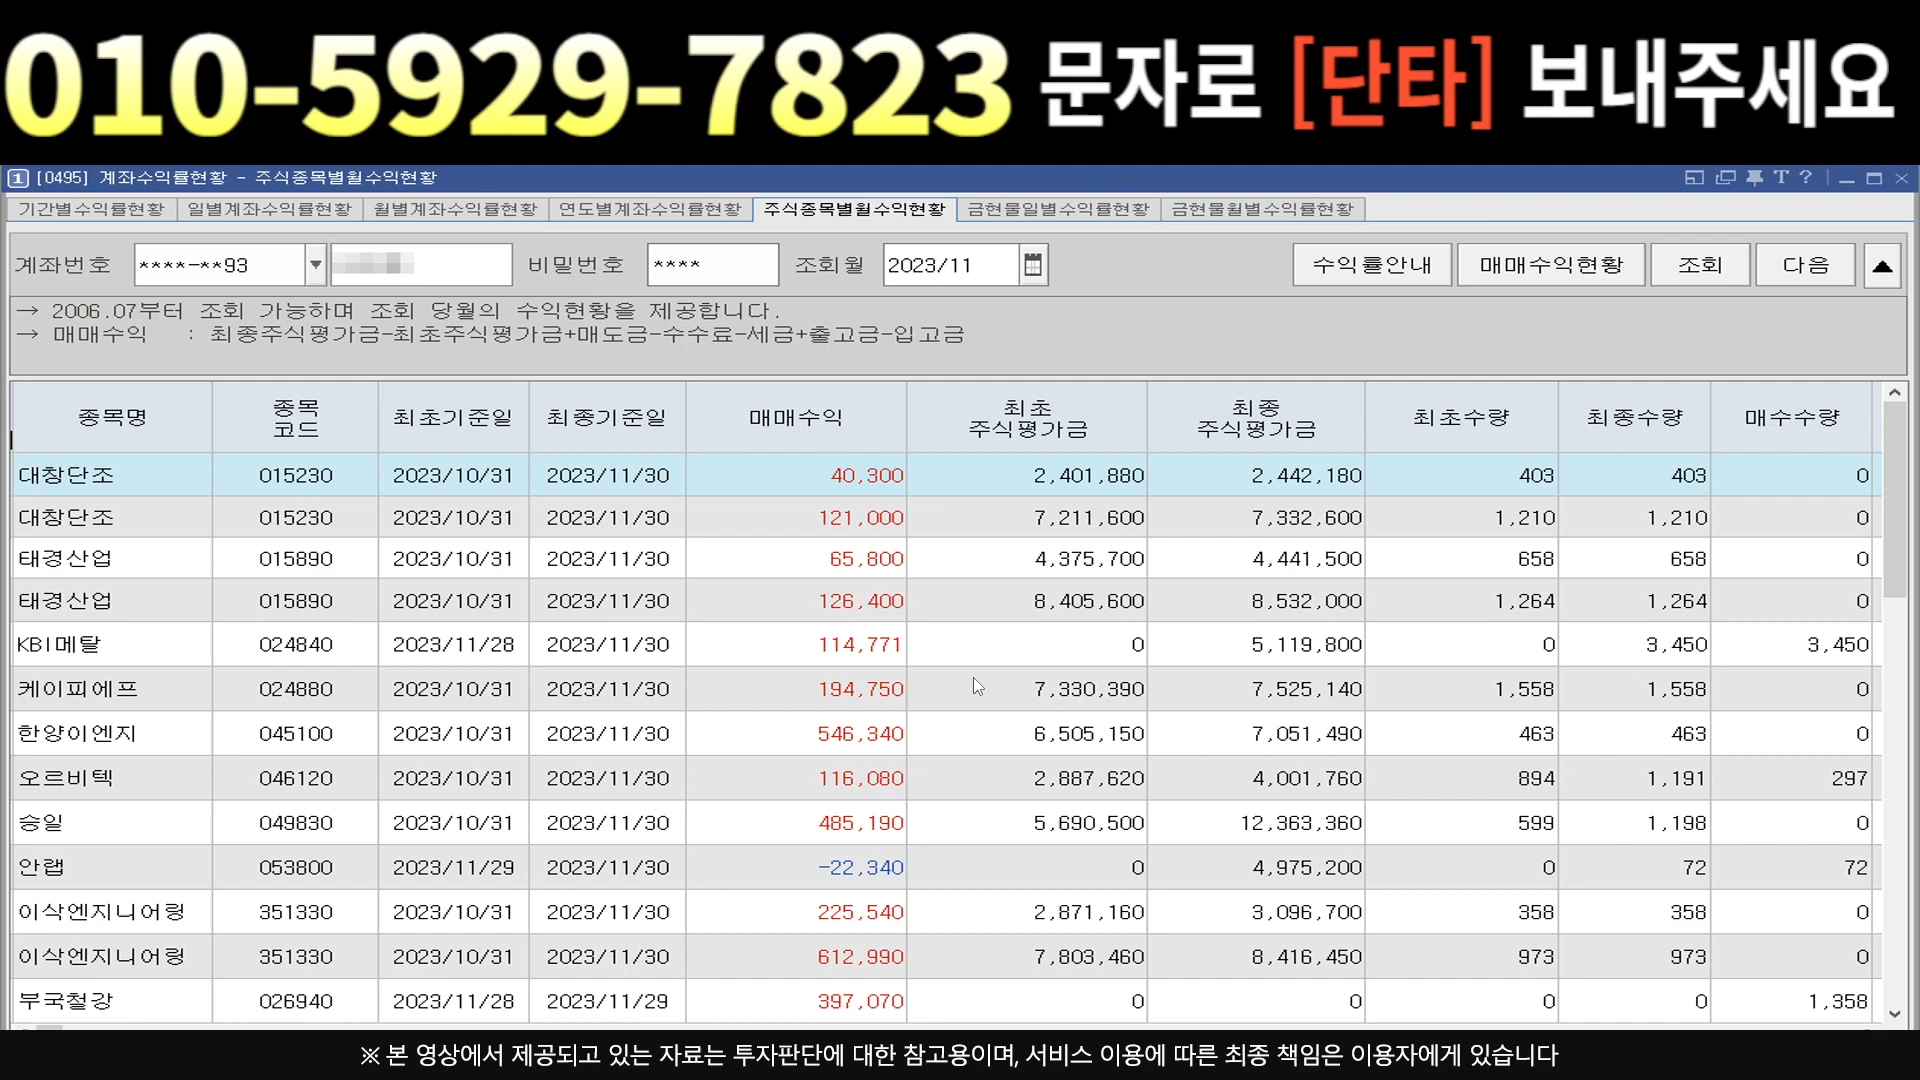 010-5929-7823 문자로 [단타] 보내주세요
1 [0495] 계좌수익률현황 - 주식종목별월수익현황
기간별수익률현황 일별계좌수익률현황 월별계좌수익률현황 연도별계좌수익률현황 주식종목별월수익현황 금현물일별수익률현황 금현물월별수익률현황
계좌번호 ****-**93 비밀번호 **** 조회월 2023/11 수익률안내 매매수익현황 조회 다음
→ 2006.07부터 조회 가능하며 조회 당월의 수익현황을 제공합니다.
→ 매매수익 : 최종주식평가금-최초주식평가금+매도금-수수료-세금+출고금-입고금
종목명 종목코드 최초기준일 최종기준일 매매수익 최초주식평가금 최종주식평가금 최초수량 최종수량 매수수량
대창단조 015230 2023/10/31 2023/11/30 40,300 2,401,880 2,442,180 403 403 0
대창단조 015230 2023/10/31 2023/11/30 121,000 7,211,600 7,332,600 1,210 1,210 0
태경산업 015890 2023/10/31 2023/11/30 65,800 4,375,700 4,441,500 658 658 0
태경산업 015890 2023/10/31 2023/11/30 126,400 8,405,600 8,532,000 1,264 1,264 0
KBI메탈 024840 2023/11/28 2023/11/30 114,771 0 5,119,800 0 3,450 3,450
케이피에프 024880 2023/10/31 2023/11/30 194,750 7,330,390 7,525,140 1,558 1,558 0
한양이엔지 045100 2023/10/31 2023/11/30 546,340 6,505,150 7,051,490 463 463 0
오르비텍 046120 2023/10/31 2023/11/30 116,080 2,887,620 4,001,760 894 1,191 297
승일 049830 2023/10/31 2023/11/30 485,190 5,690,500 12,363,360 599 1,198 0
안랩 053800 2023/11/29 2023/11/30 -22,340 0 4,975,200 0 72 72
이삭엔지니어링 351330 2023/10/31 2023/11/30 225,540 2,871,160 3,096,700 358 358 0
이삭엔지니어링 351330 2023/10/31 2023/11/30 612,990 7,803,460 8,416,450 973 973 0
부국철강 026940 2023/11/28 2023/11/29 397,070 0 0 0 0 1,358
※ 본 영상에서 제공되고 있는 자료는 투자판단에 대한 참고용이며, 서비스 이용에 따른 최종 책임은 이용자에게 있습니다